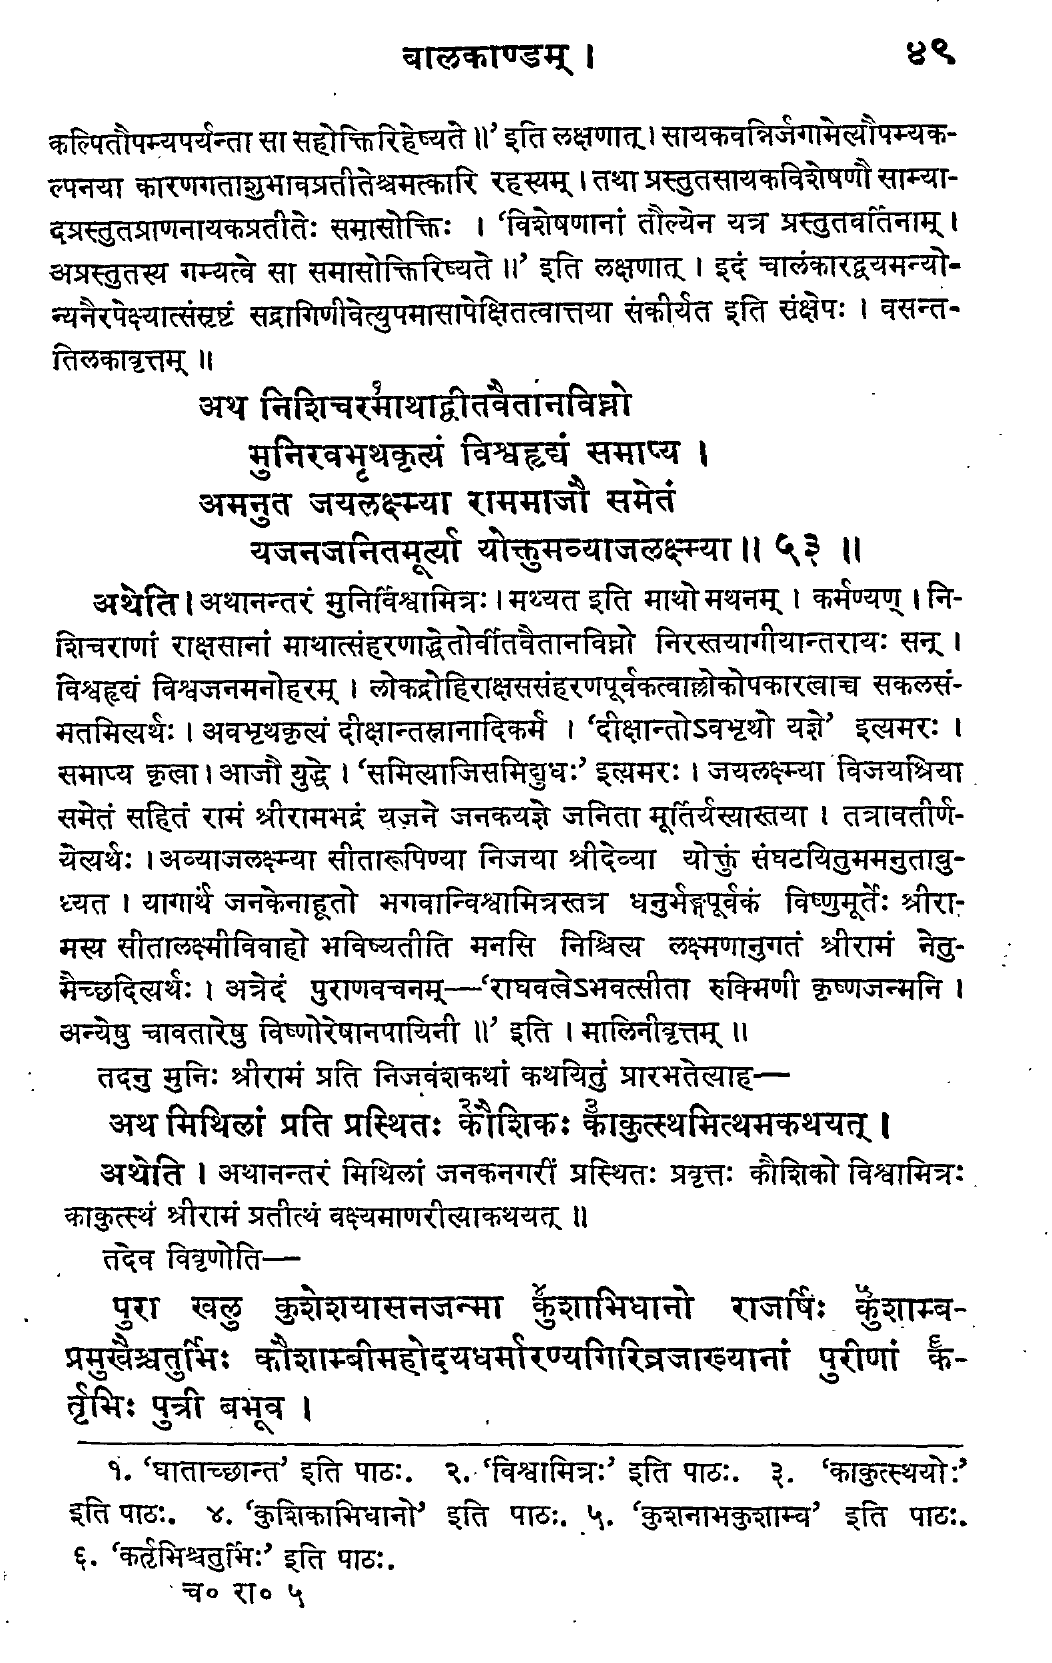 बालकाण्डम् । ४९
कल्पितौपम्यपर्यन्ता सा सहोक्तिरिहेष्यते ॥’ इति लक्षणात् । सायकवन्निर्जगामेत्यौपम्यक-
ल्पनया कारणगताशुभावप्रतीतेश्चमत्कारि रहस्यम् । तथा प्रस्तुतसायकविशेषणौ साम्या-
दप्रस्तुतप्राणनायकप्रतीतेः समासोक्तिः । ‘विशेषणानां तौल्येन यत्र प्रस्तुतवर्तिनाम् ।
अप्रस्तुतस्य गम्यत्वे सा समासोक्तिरिष्यते ॥’ इति लक्षणात् । इदं चालंकारद्वयमन्यो-
न्यनैरपेक्ष्यात्संसृष्टं सद्रागिणीवेत्युपमासापेक्षितत्वात्तया संकीर्यत इति संक्षेपः । वसन्त-
तिलकावृत्तम् ॥
अथ निशिचरमा१थाद्वीतवैतानविघ्नो
मुनिरवभृथकृत्यं विश्वहृद्यं समाप्य ।
अमनुत जयलक्ष्म्या राममाजौ समेतं
यजनजनितमूर्त्या योक्तुमव्याजलक्ष्म्या ॥ ५३ ॥
अथेति । अथानन्तरं मुनिर्विश्वामित्रः । मथ्यत इति माथो मथनम् । कर्मण्यण् । नि-
शिचराणां राक्षसानां माथात्संहरणाद्धेतोर्वीतवैतानविघ्नो निरस्तयागीयान्तरायः सन् ।
विश्वहृद्यं विश्वजनमनोहरम् । लोकद्रोहिराक्षससंहरणपूर्वकत्वाल्लोकोपकारत्वाच्च सकलसं-
मतमित्यर्थः । अवभृथकृत्यं दीक्षान्तस्नानादिकर्म । ‘दीक्षान्तोऽवभृथो यज्ञे’ इत्यमरः ।
समाप्य कृत्वा । आजौ युद्धे । ‘समित्याजिसमिद्युधः’ इत्यमरः । जयलक्ष्म्या विजयश्रिया
समेतं सहितं रामं श्रीरामभद्रं यजने जनकयज्ञे जनिता मूर्तिर्यस्यास्तया । तत्रावतीर्ण-
येत्यर्थः । अव्याजलक्ष्म्या सीतारूपिण्या निजया श्रीदेव्या योक्तुं संघटयितुममनुताबु-
ध्यत । यागार्थं जनकेनाहूतो भगवान्विश्वामित्रस्तत्र धनुर्भङ्गपूर्वकं विष्णुमूर्तेः श्रीरा-
मस्य सीतालक्ष्मीविवाहो भविष्यतीति मनसि निश्चित्य लक्ष्मणानुगतं श्रीरामं नेतु-
मैच्छदित्यर्थः । अत्रेदं पुराणवचनम्—‘राघवत्वेऽभवत्सीता रुक्मिणी कृष्णजन्मनि ।
अन्येषु चावतारेषु विष्णोरेषानपायिनी ॥’ इति । मालिनीवृत्तम् ॥
तदनु मुनिः श्रीरामं प्रति निजवंशकथां कथयितुं प्रारभतेत्याह—
अथ मिथिलां प्रति प्रस्थितः कौ२शिकः का३कुत्स्थमित्थमकथयत् ।
अथेति । अथानन्तरं मिथिलां जनकनगरीं प्रस्थितः प्रवृत्तः कौशिको विश्वामित्रः
काकुत्स्थं श्रीरामं प्रतीत्थं वक्ष्यमाणरीत्याकथयत् ॥
तदेव विवृणोति—
पुरा खलु कुशेशयासनजन्मा कु४शाभिधानो राजर्षिः कु५शाम्ब-
प्रमुखैश्चतुर्भिः कौशाम्बीमहोदयधर्मारण्यगिरिव्रजाख्यानां पुरीणां क६-
र्तृभिः पुत्री बभूव ।
१. ‘घाताच्छान्त’ इति पाठः. २. ‘विश्वामित्रः’ इति पाठः. ३. ‘काकुत्स्थयोः’
इति पाठः. ४. ‘कुशिकाभिधानो’ इति पाठः. ५. ‘कुशनाभकुशाम्ब’ इति पाठः.
६. ‘कर्तृभिश्चतुर्भिः’ इति पाठः.
च० रा० ५